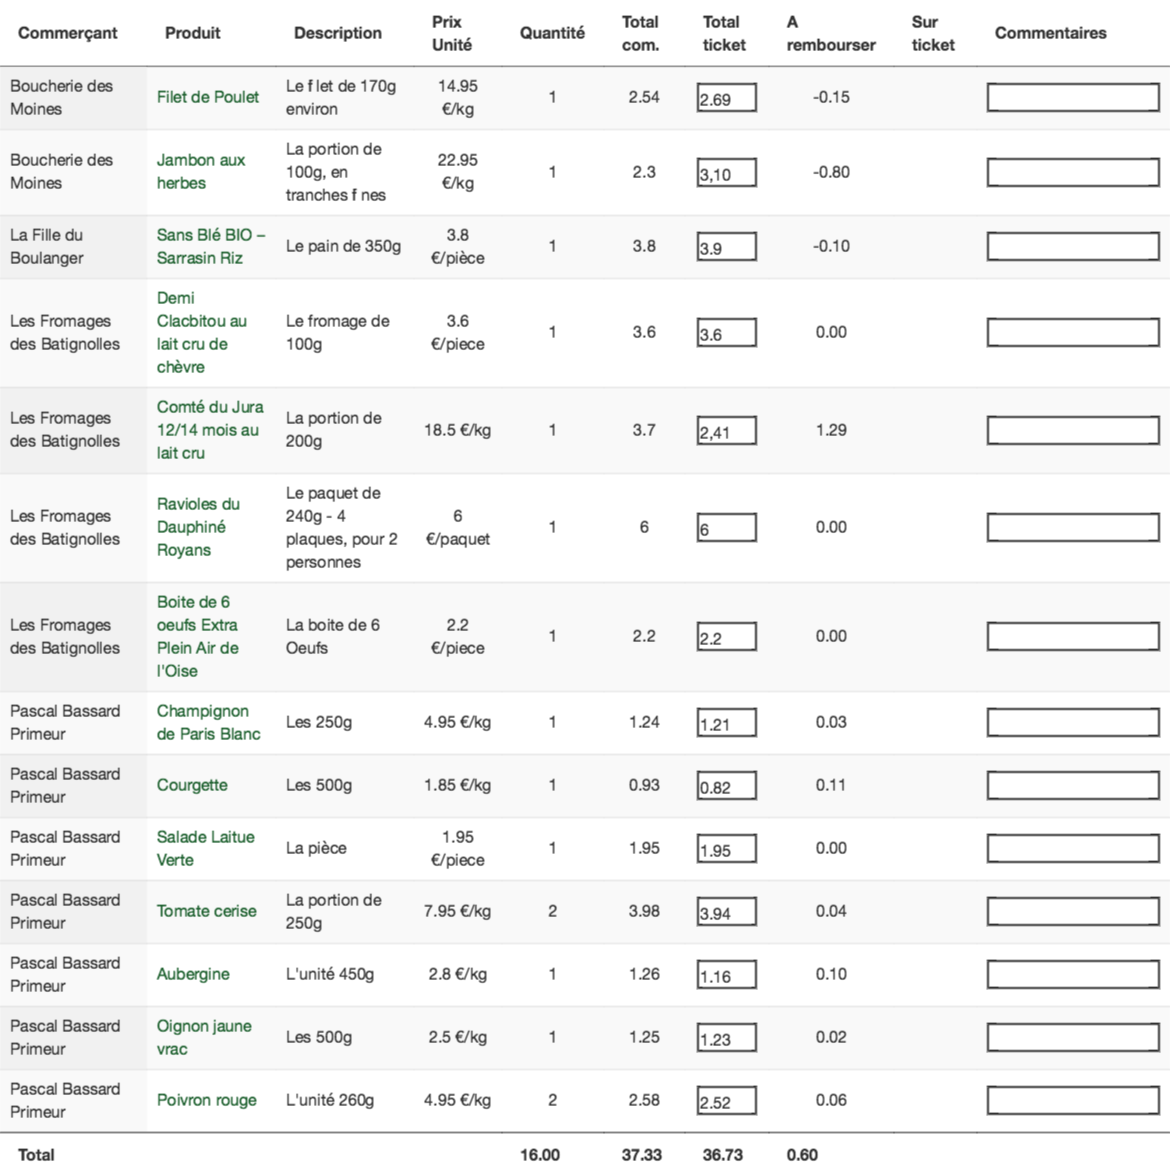 Commerçant Produit Description Prix Unité Quantité Total com. Total ticket A rembourser Sur ticket Commentaires
Boucherie des Moines Filet de Poulet Le f let de 170g environ 14.95 €/kg 1 2.54 2.69 -0.15
Boucherie des Moines Jambon aux herbes La portion de 100g, en tranches f nes 22.95 €/kg 1 2.3 3,10 -0.80
La Fille du Boulanger Sans Blé BIO – Sarrasin Riz Le pain de 350g 3.8 €/pièce 1 3.8 3.9 -0.10
Les Fromages des Batignolles Demi Clacbitou au lait cru de chèvre Le fromage de 100g 3.6 €/piece 1 3.6 3.6 0.00
Les Fromages des Batignolles Comté du Jura 12/14 mois au lait cru La portion de 200g 18.5 €/kg 1 3.7 2,41 1.29
Les Fromages des Batignolles Ravioles du Dauphiné Royans Le paquet de 240g - 4 plaques, pour 2 personnes 6 €/paquet 1 6 6 0.00
Les Fromages des Batignolles Boite de 6 oeufs Extra Plein Air de l'Oise La boite de 6 Oeufs 2.2 €/piece 1 2.2 2.2 0.00
Pascal Bassard Primeur Champignon de Paris Blanc Les 250g 4.95 €/kg 1 1.24 1.21 0.03
Pascal Bassard Primeur Courgette Les 500g 1.85 €/kg 1 0.93 0.82 0.11
Pascal Bassard Primeur Salade Laitue Verte La pièce 1.95 €/piece 1 1.95 1.95 0.00
Pascal Bassard Primeur Tomate cerise La portion de 250g 7.95 €/kg 2 3.98 3.94 0.04
Pascal Bassard Primeur Aubergine L'unité 450g 2.8 €/kg 1 1.26 1.16 0.10
Pascal Bassard Primeur Oignon jaune vrac Les 500g 2.5 €/kg 1 1.25 1.23 0.02
Pascal Bassard Primeur Poivron rouge L'unité 260g 4.95 €/kg 2 2.58 2.52 0.06
Total 16.00 37.33 36.73 0.60